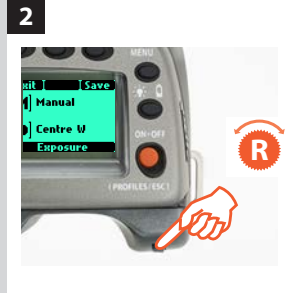 2
MENU
xit Save
Manual
Centre W
Exposure
ON•OFF
(PROFILES/ESC)
R